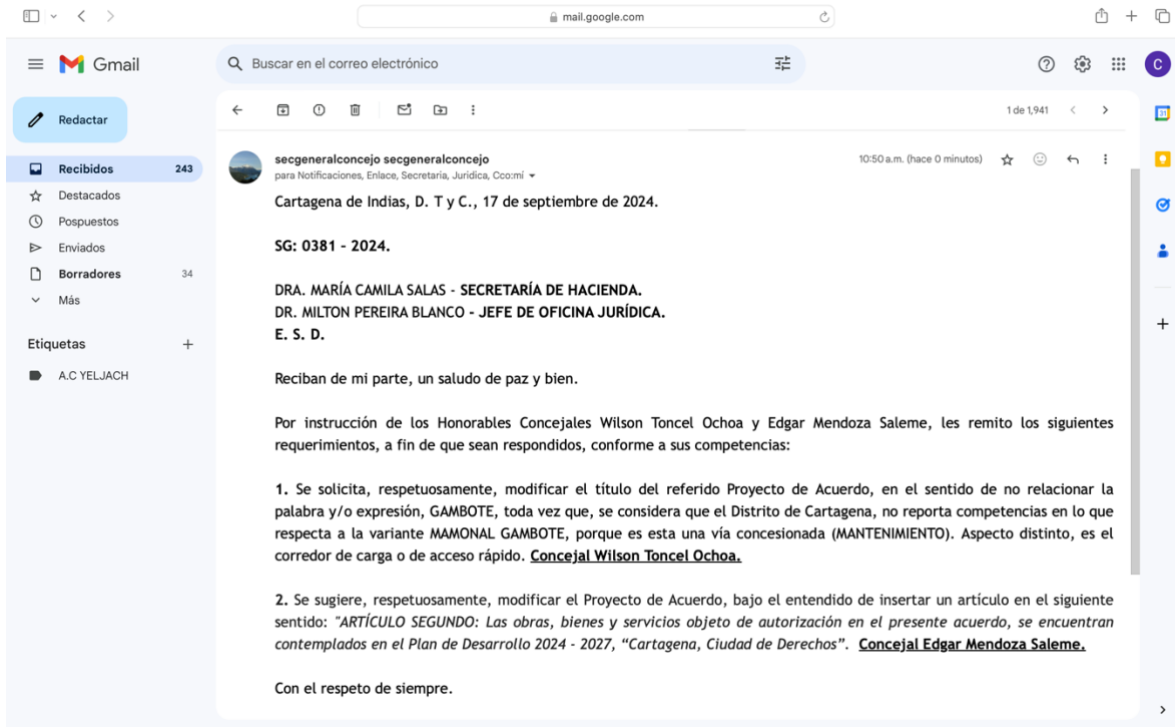 mail.google.com
Gmail
Buscar en el correo electrónico
C
Redactar
1 de 1,941
31
Recibidos 243
Destacados
Pospuestos
Enviados
Borradores 34
Más
Etiquetas
A.C YELJACH
secgeneralconcejo secgeneralconcejo
10:50 a.m. (hace 0 minutos)
para Notificaciones, Enlace, Secretaria, Jurídica, Cco:mí
Cartagena de Indias, D. T y C., 17 de septiembre de 2024.
SG: 0381 - 2024.
DRA. MARÍA CAMILA SALAS - SECRETARÍA DE HACIENDA.
DR. MILTON PEREIRA BLANCO - JEFE DE OFICINA JURÍDICA.
E. S. D.
Reciban de mi parte, un saludo de paz y bien.
Por instrucción de los Honorables Concejales Wilson Toncel Ochoa y Edgar Mendoza Saleme, les remito los siguientes
requerimientos, a fin de que sean respondidos, conforme a sus competencias:
1. Se solicita, respetuosamente, modificar el título del referido Proyecto de Acuerdo, en el sentido de no relacionar la
palabra y/o expresión, GAMBOTE, toda vez que, se considera que el Distrito de Cartagena, no reporta competencias en lo que
respecta a la variante MAMONAL GAMBOTE, porque es esta una vía concesionada (MANTENIMIENTO). Aspecto distinto, es el
corredor de carga o de acceso rápido. Concejal Wilson Toncel Ochoa.
2. Se sugiere, respetuosamente, modificar el Proyecto de Acuerdo, bajo el entendido de insertar un artículo en el siguiente
sentido: "ARTÍCULO SEGUNDO: Las obras, bienes y servicios objeto de autorización en el presente acuerdo, se encuentran
contemplados en el Plan de Desarrollo 2024 - 2027, “Cartagena, Ciudad de Derechos”. Concejal Edgar Mendoza Saleme.
Con el respeto de siempre.